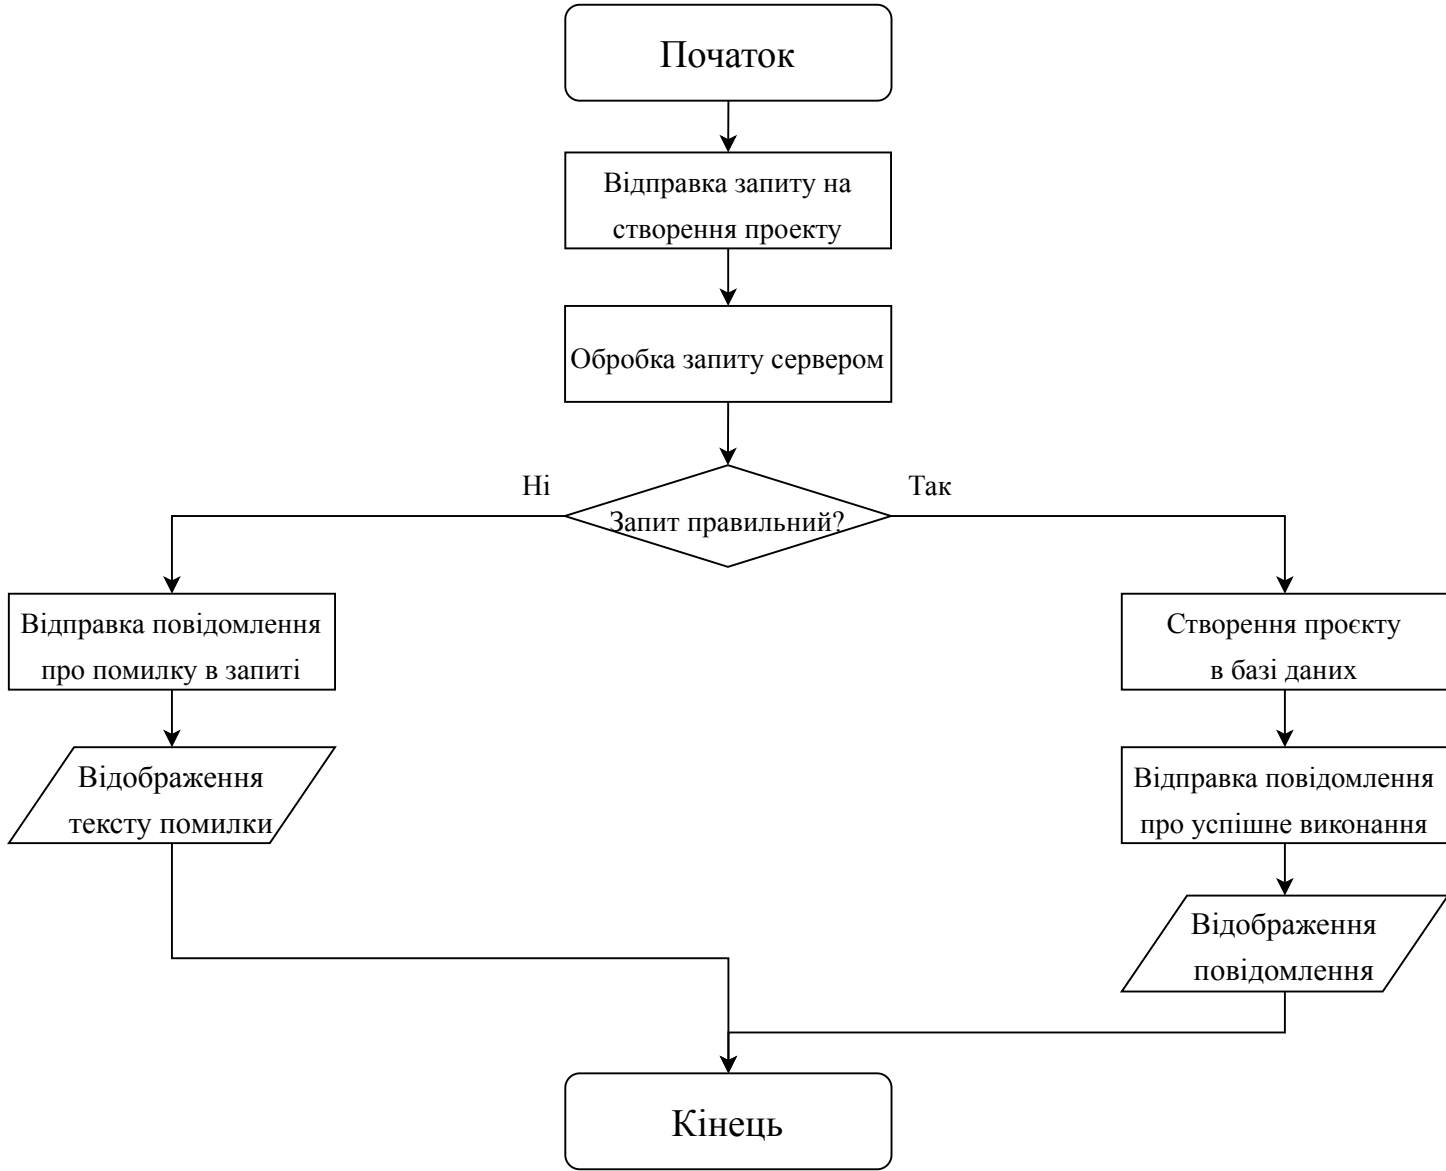 Початок
Відправка запиту на
створення проекту
Обробка запиту сервером
Ні
Так
Запит правильний?
Відправка повідомлення
про помилку в запиті
Створення проєкту
в базі даних
Відображення
тексту помилки
Відправка повідомлення
про успішне виконання
Відображення
повідомлення
Кінець